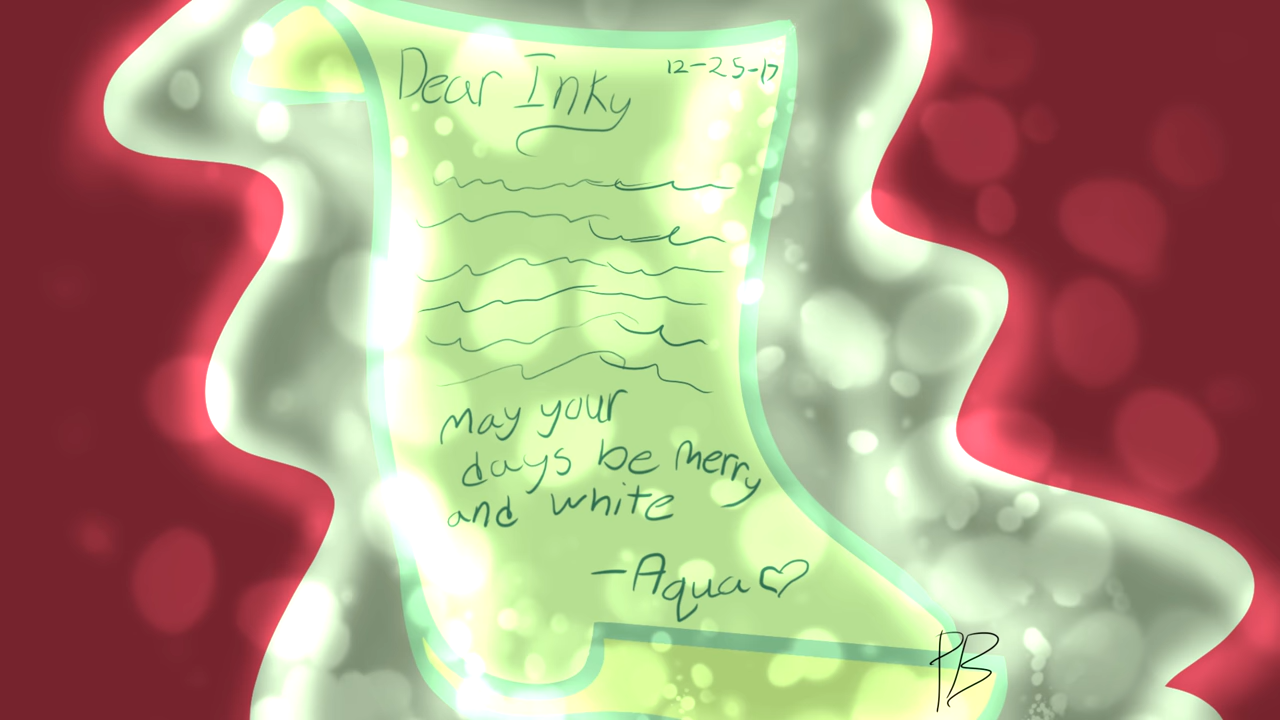 Dear Inky
12-25-17
May your
days be merry
and white
-Aqua♡
PB